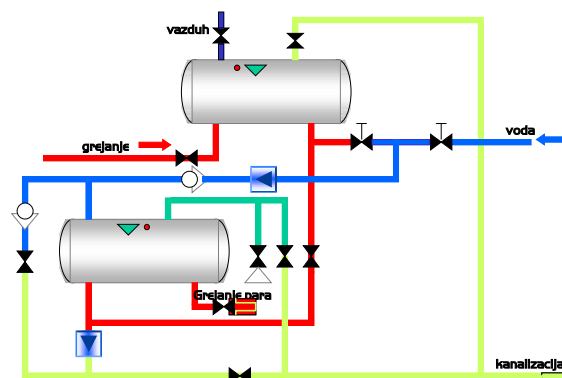 vazduh
grejanje
voda
Grejanje para
kanalizacija